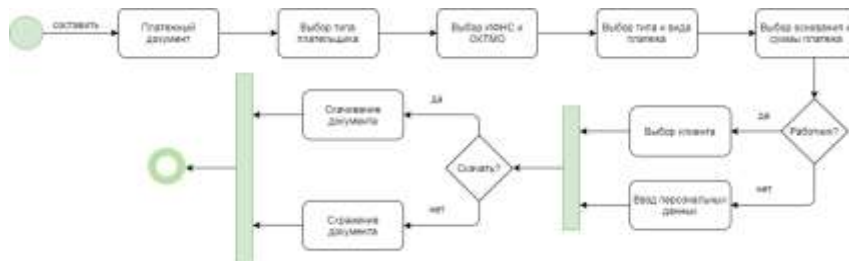 составить
Платежный
документ
Выбор типа
плательщика
Выбор ИФНС и
ОКТМО
Выбор типа и вида
платежа
Выбор основания и
суммы платежа
Скачивание
документа
да
Скачать?
нет
Выбор клиента
да
Работник?
Ввод персональных
данных
нет
документа